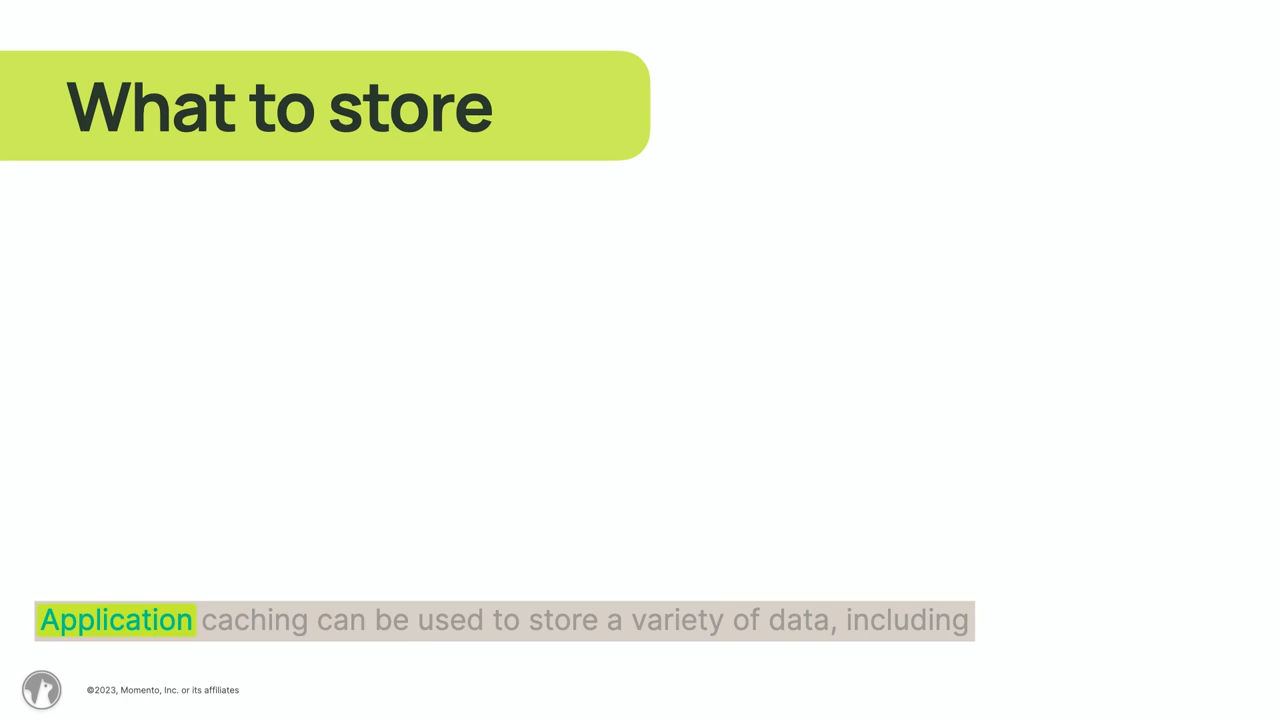 What to store
Application caching can be used to store a variety of data, including
©2023, Momento, Inc. or its affiliates